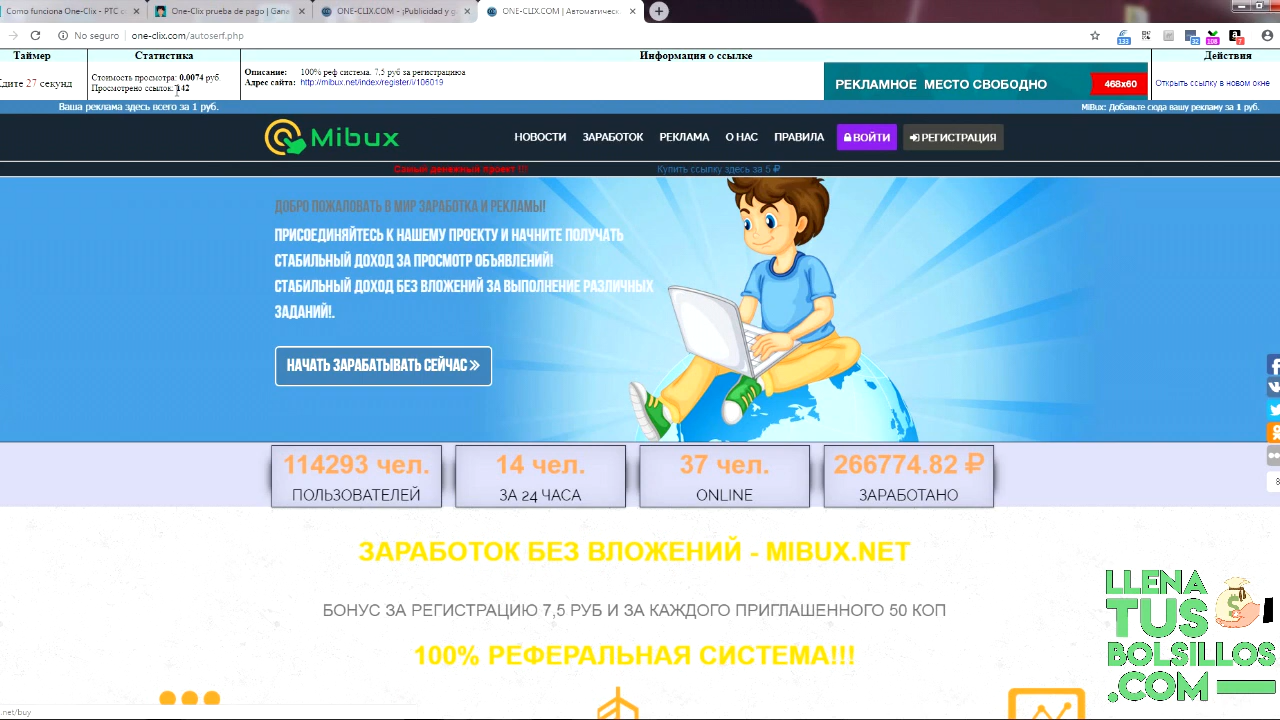 Como funciona One-Clix - PTC c
One-Clix prueba de pago | Gana
ONE-CLIX.COM - ¡Publicidad y g
ONE-CLIX.COM | Автоматическ
No seguro
one-clix.com/autoserf.php
Таймер
Статистика
Информация о ссылке
Действия
дите 27 секунд
Стоимость просмотра: 0.0074 руб
Просмотрено ссылок: 142
Описание: 100% реф система. 7,5 руб за регистрациюа
Адрес сайта: http://mibux.net/index/register/i/106019
РЕКЛАМНОЕ МЕСТО СВОБОДНО
468x60
Открыть ссылку в новом окне
Ваша реклама здесь всего за 1 руб.
MiBux: Добавьте сюда вашу рекламу за 1 руб.
Mibux
НОВОСТИ
ЗАРАБОТОК
РЕКЛАМА
О НАС
ПРАВИЛА
ВОЙТИ
РЕГИСТРАЦИЯ
Самый денежный проект !!!
Купить ссылку здесь за 5 ₽
ДОБРО ПОЖАЛОВАТЬ В МИР ЗАРАБОТКА И РЕКЛАМЫ!
ПРИСОЕДИНЯЙТЕСЬ К НАШЕМУ ПРОЕКТУ И НАЧНИТЕ ПОЛУЧАТЬ
СТАБИЛЬНЫЙ ДОХОД ЗА ПРОСМОТР ОБЪЯВЛЕНИЙ!
СТАБИЛЬНЫЙ ДОХОД БЕЗ ВЛОЖЕНИЙ ЗА ВЫПОЛНЕНИЕ РАЗЛИЧНЫХ
ЗАДАНИЙ!.
НАЧАТЬ ЗАРАБАТЫВАТЬ СЕЙЧАС »
114293 чел.
ПОЛЬЗОВАТЕЛЕЙ
14 чел.
ЗА 24 ЧАСА
37 чел.
ONLINE
266774.82 ₽
ЗАРАБОТАНО
ЗАРАБОТОК БЕЗ ВЛОЖЕНИЙ - MIBUX.NET
БОНУС ЗА РЕГИСТРАЦИЮ 7,5 РУБ И ЗА КАЖДОГО ПРИГЛАШЕННОГО 50 КОП
100% РЕФЕРАЛЬНАЯ СИСТЕМА!!!
LLENA
TUS
BOLSILLOS
.COM
.net/buy